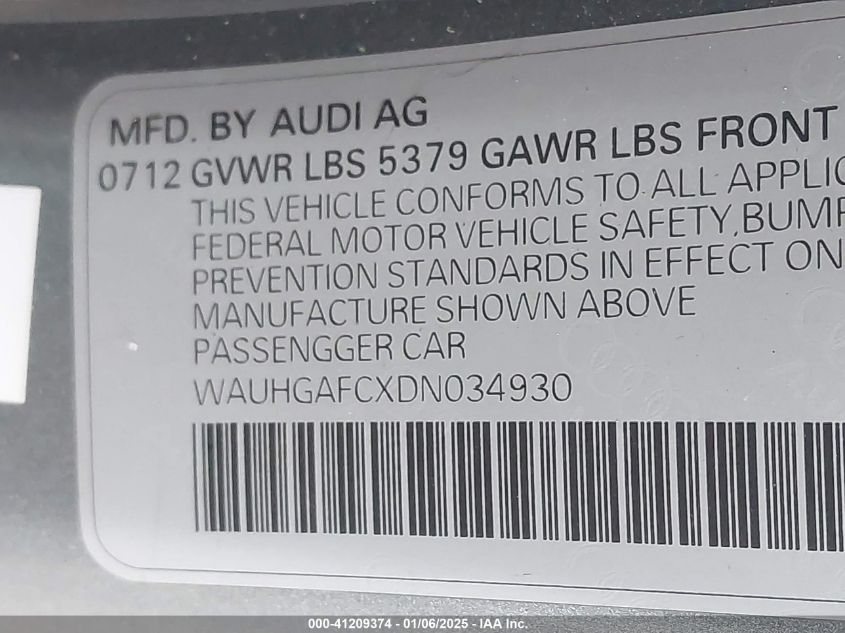 MFD. BY AUDI AG
0712 GVWR LBS 5379 GAWR LBS FRONT
THIS VEHICLE CONFORMS TO ALL APPLIC
FEDERAL MOTOR VEHICLE SAFETY, BUMP
PREVENTION STANDARDS IN EFFECT ON
MANUFACTURE SHOWN ABOVE
PASSENGGER CAR
WAUHGAFCXDN034930
000-41209374 - 01/06/2025 - IAA Inc.